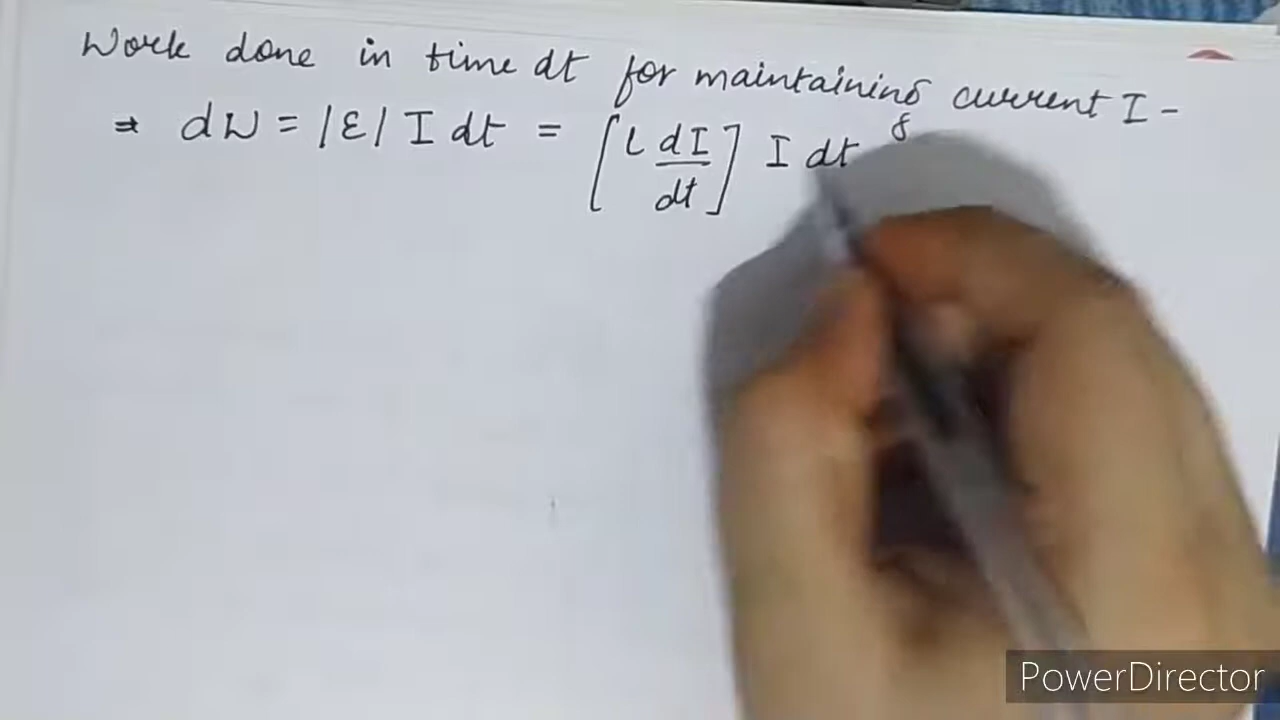 Work done in time dt for maintaining current I -
⇒ dW = |ε| I dt = [L dI/dt] I dt
PowerDirector